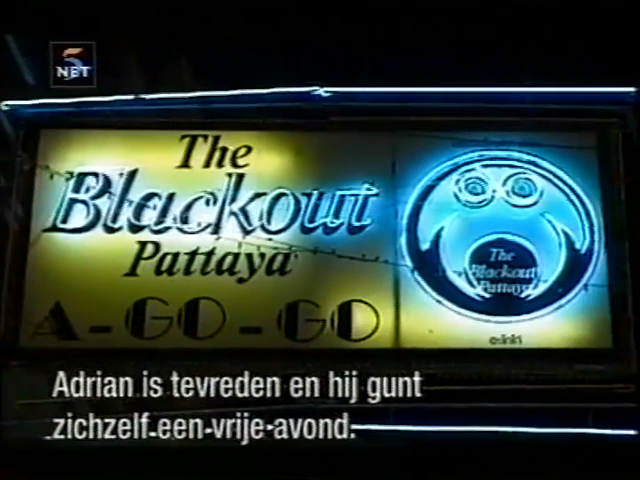 5
NET
The
Blackout
Pattaya
A-GO-GO
The
Blackout
Pattaya
Adrian is tevreden en hij gunt
zichzelf een vrije avond.